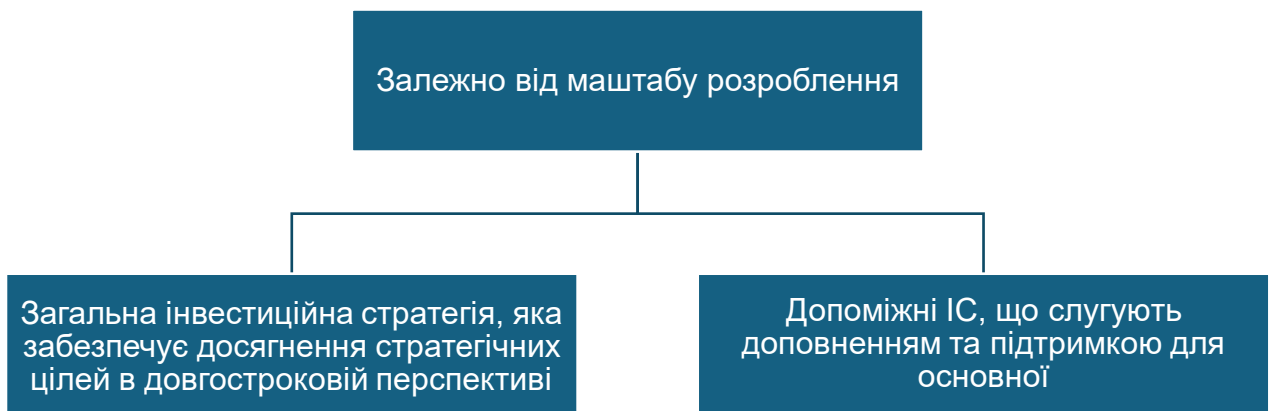 Залежно від маштабу розроблення
Загальна інвестиційна стратегія, яка
забезпечує досягнення стратегічних
цілей в довгостроковій перспективі
Допоміжні ІС, що слугують
доповненням та підтримкою для
основної